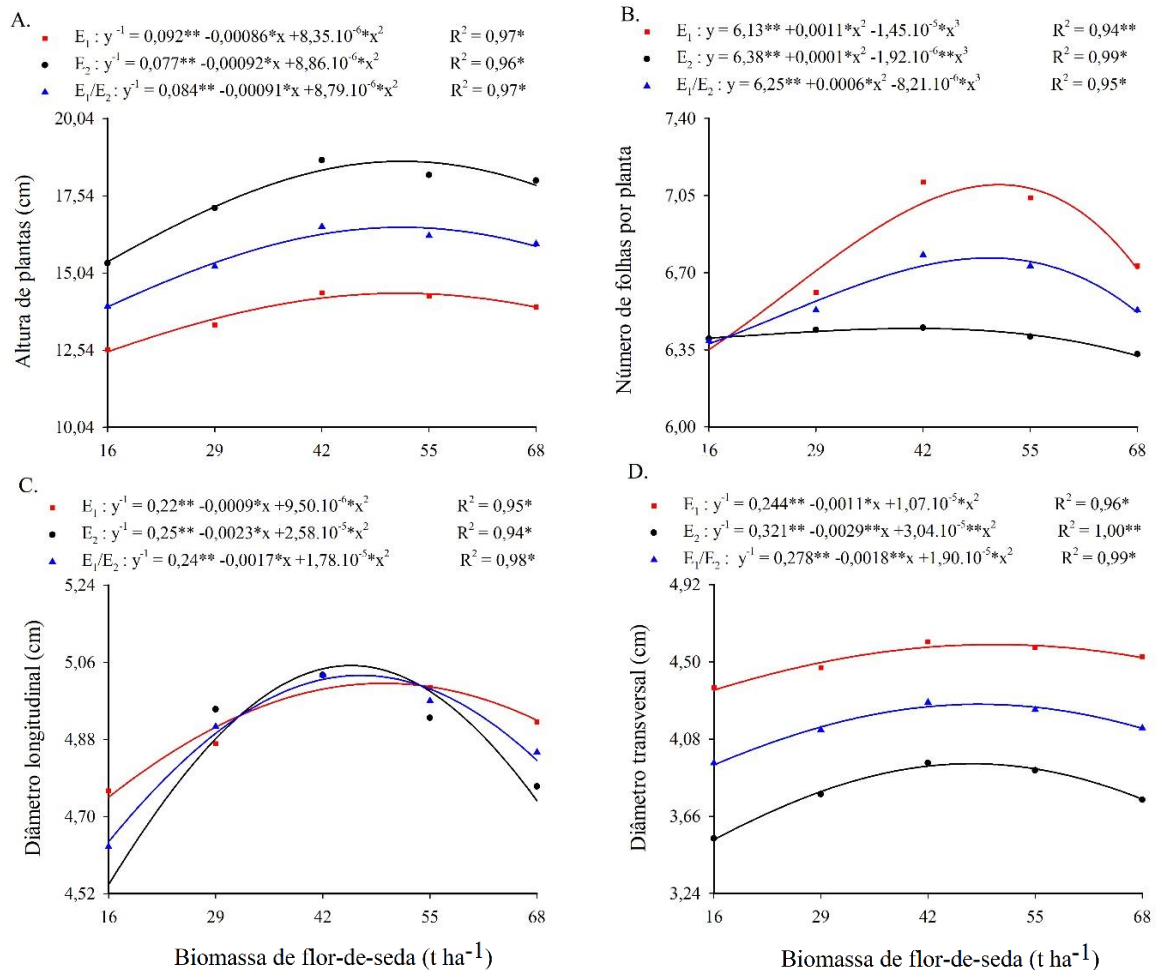 A.
E₁ : y⁻¹ = 0,092** -0,00086*x +8,35.10⁻⁶*x² R² = 0,97*
E₂ : y⁻¹ = 0,077** -0,00092*x +8,86.10⁻⁶*x² R² = 0,96*
E₁/E₂ : y⁻¹ = 0,084** -0,00091*x +8,79.10⁻⁶*x² R² = 0,97*
20,04
17,54
15,04
12,54
10,04
Altura de plantas (cm)
16 29 42 55 68
B.
E₁ : y = 6,13** +0,0011*x² -1,45.10⁻⁵*x³ R² = 0,94**
E₂ : y = 6,38** +0,0001*x² -1,92.10⁻⁶**x³ R² = 0,99*
E₁/E₂ : y = 6,25** +0.0006*x² -8,21.10⁻⁶*x³ R² = 0,95*
7,40
7,05
6,70
6,35
6,00
Número de folhas por planta
16 29 42 55 68
C.
E₁ : y⁻¹ = 0,22** -0,0009*x +9,50.10⁻⁶*x² R² = 0,95*
E₂ : y⁻¹ = 0,25** -0,0023*x +2,58.10⁻⁵*x² R² = 0,94*
E₁/E₂ : y⁻¹ = 0,24** -0,0017*x +1,78.10⁻⁵*x² R² = 0,98*
5,24
5,06
4,88
4,70
4,52
Diâmetro longitudinal (cm)
16 29 42 55 68
Biomassa de flor-de-seda (t ha⁻¹)
D.
E₁ : y⁻¹ = 0,244** -0,0011*x +1,07.10⁻⁵*x² R² = 0,96*
E₂ : y⁻¹ = 0,321** -0,0029**x +3,04.10⁻⁵**x² R² = 1,00**
E₁/E₂ : y⁻¹ = 0,278** -0,0018**x +1,90.10⁻⁵*x² R² = 0,99*
4,92
4,50
4,08
3,66
3,24
Diâmetro transversal (cm)
16 29 42 55 68
Biomassa de flor-de-seda (t ha⁻¹)